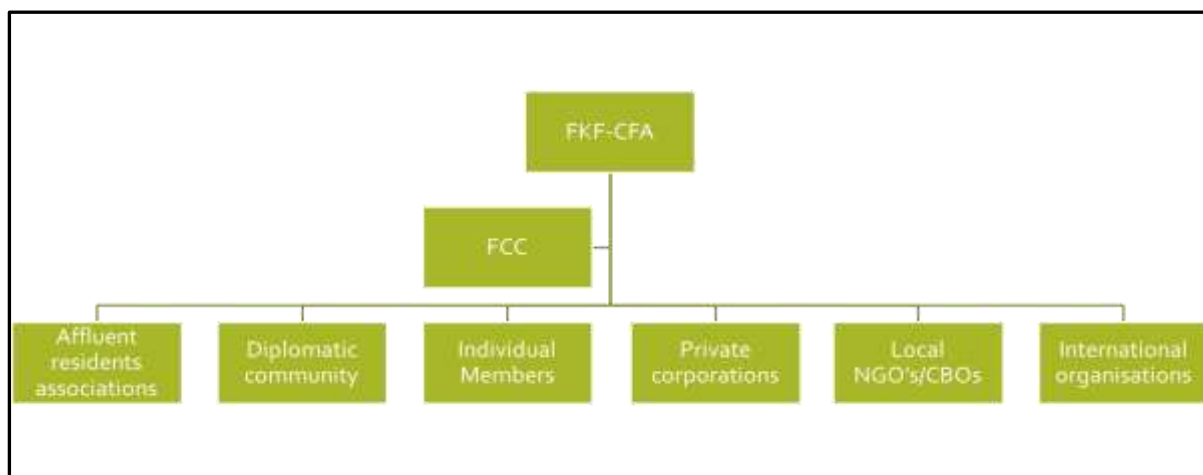 FKF-CFA
FCC
Affluent
residents
associations
Diplomatic
community
Individual
Members
Private
corporations
Local
NGO's/CBOs
International
organisations